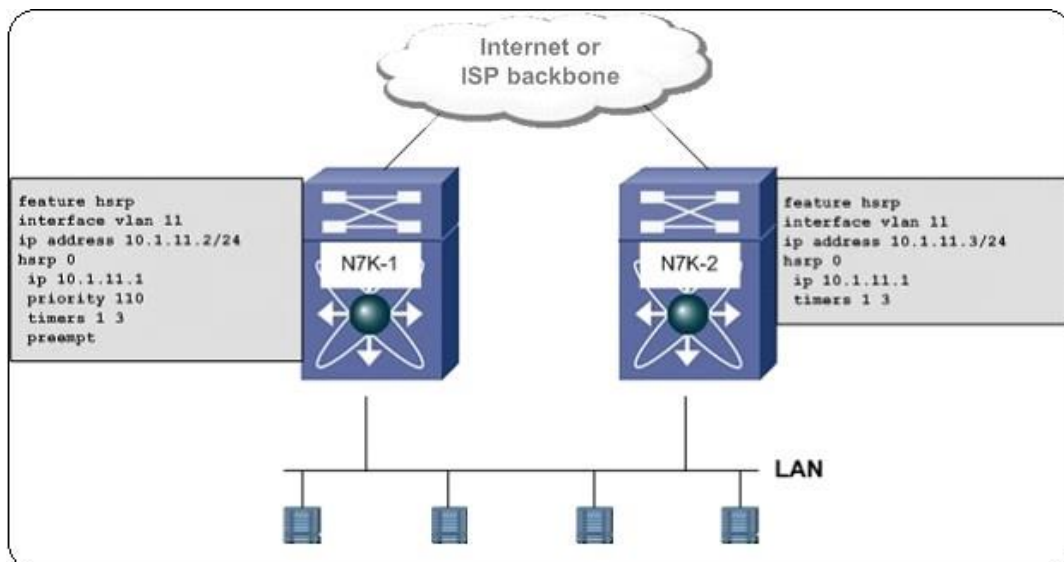 Internet or
ISP backbone
feature hsrp
interface vlan 11
ip address 10.1.11.2/24
hsrp 0
ip 10.1.11.1
priority 110
timers 1 3
preempt
N7K-1
N7K-2
feature hsrp
interface vlan 11
ip address 10.1.11.3/24
hsrp 0
ip 10.1.11.1
timers 1 3
LAN